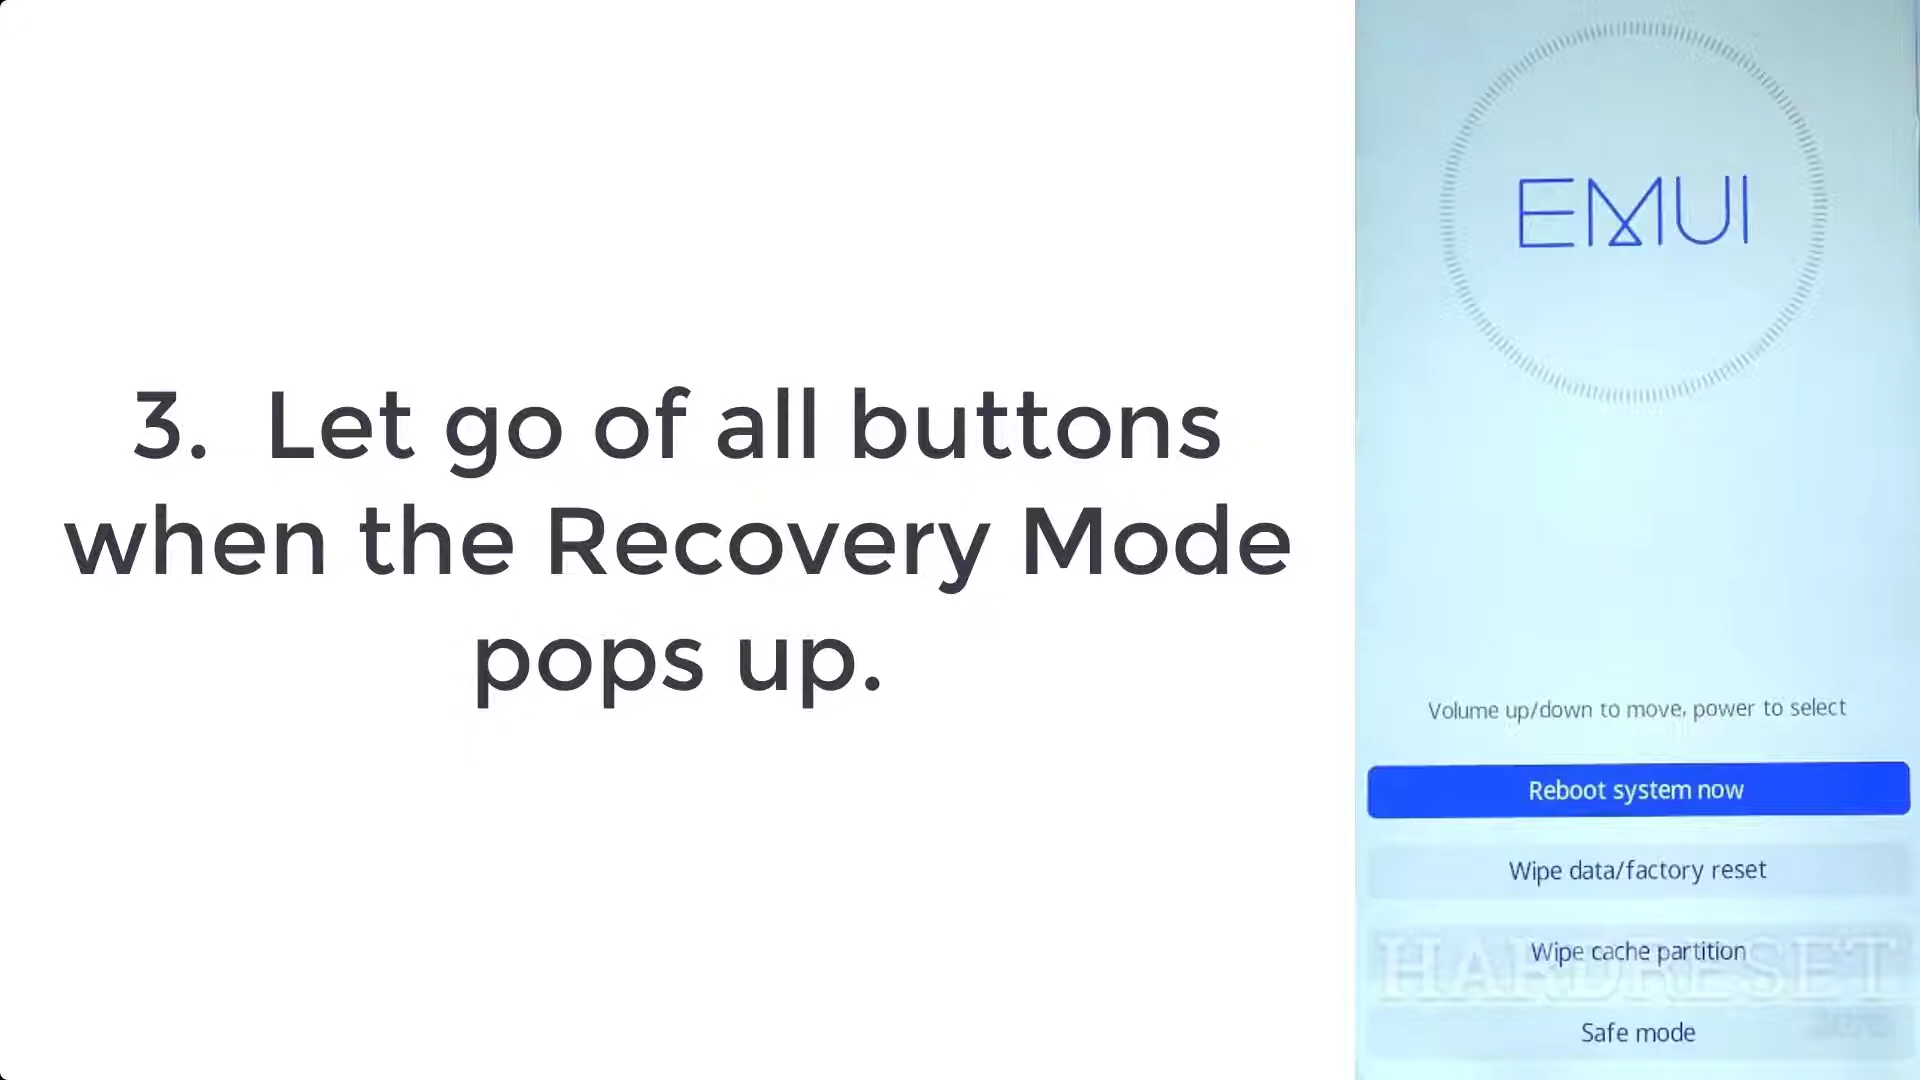 3. Let go of all buttons
when the Recovery Mode
pops up.
EMUI
Volume up/down to move, power to select
Reboot system now
Wipe data/factory reset
Wipe cache partition
HARDRESET
Safe mode